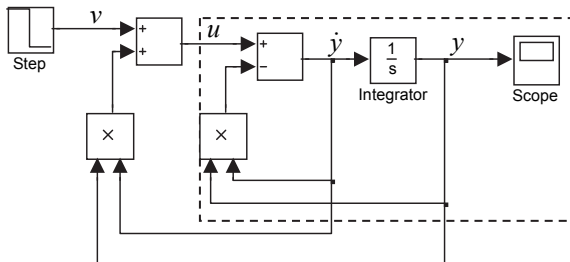 v
+
+
Step
u
+
−
ẏ
1
s
Integrator
y
Scope
×
×